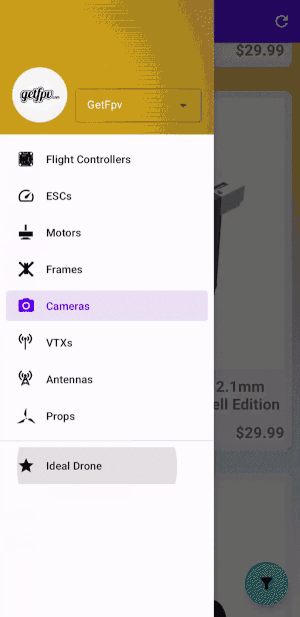 $29.99
getfpv.com
GetFpv
Flight Controllers
ESCs
Motors
Frames
Cameras
VTXs
Antennas
Props
Ideal Drone
2.1mm
ell Edition
$29.99